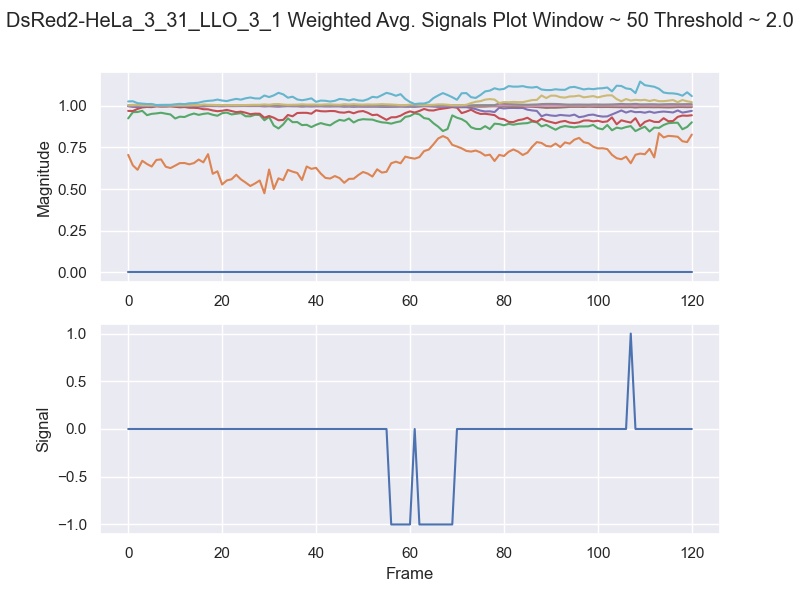 DsRed2-HeLa_3_31_LLO_3_1 Weighted Avg. Signals Plot Window ~ 50 Threshold ~ 2.0
1.00
0.75
0.50
0.25
0.00
Magnitude
0 20 40 60 80 100 120
1.0
0.5
0.0
−0.5
−1.0
Signal
0 20 40 60 80 100 120
Frame